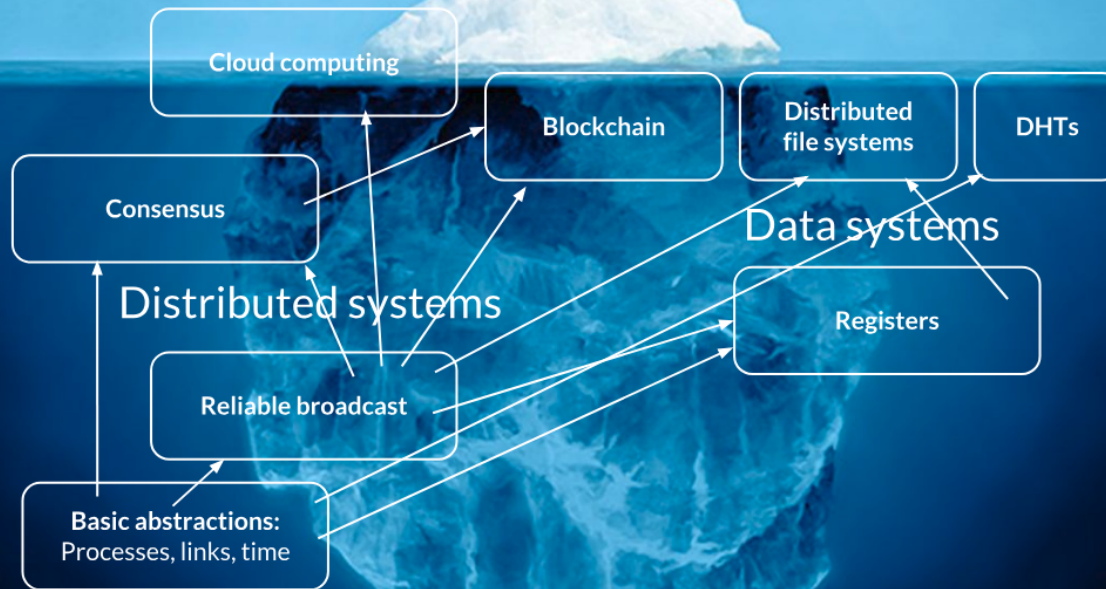 Cloud computing
Blockchain
Distributed
file systems
DHTs
Consensus
Data systems
Distributed systems
Registers
Reliable broadcast
Basic abstractions:
Processes, links, time